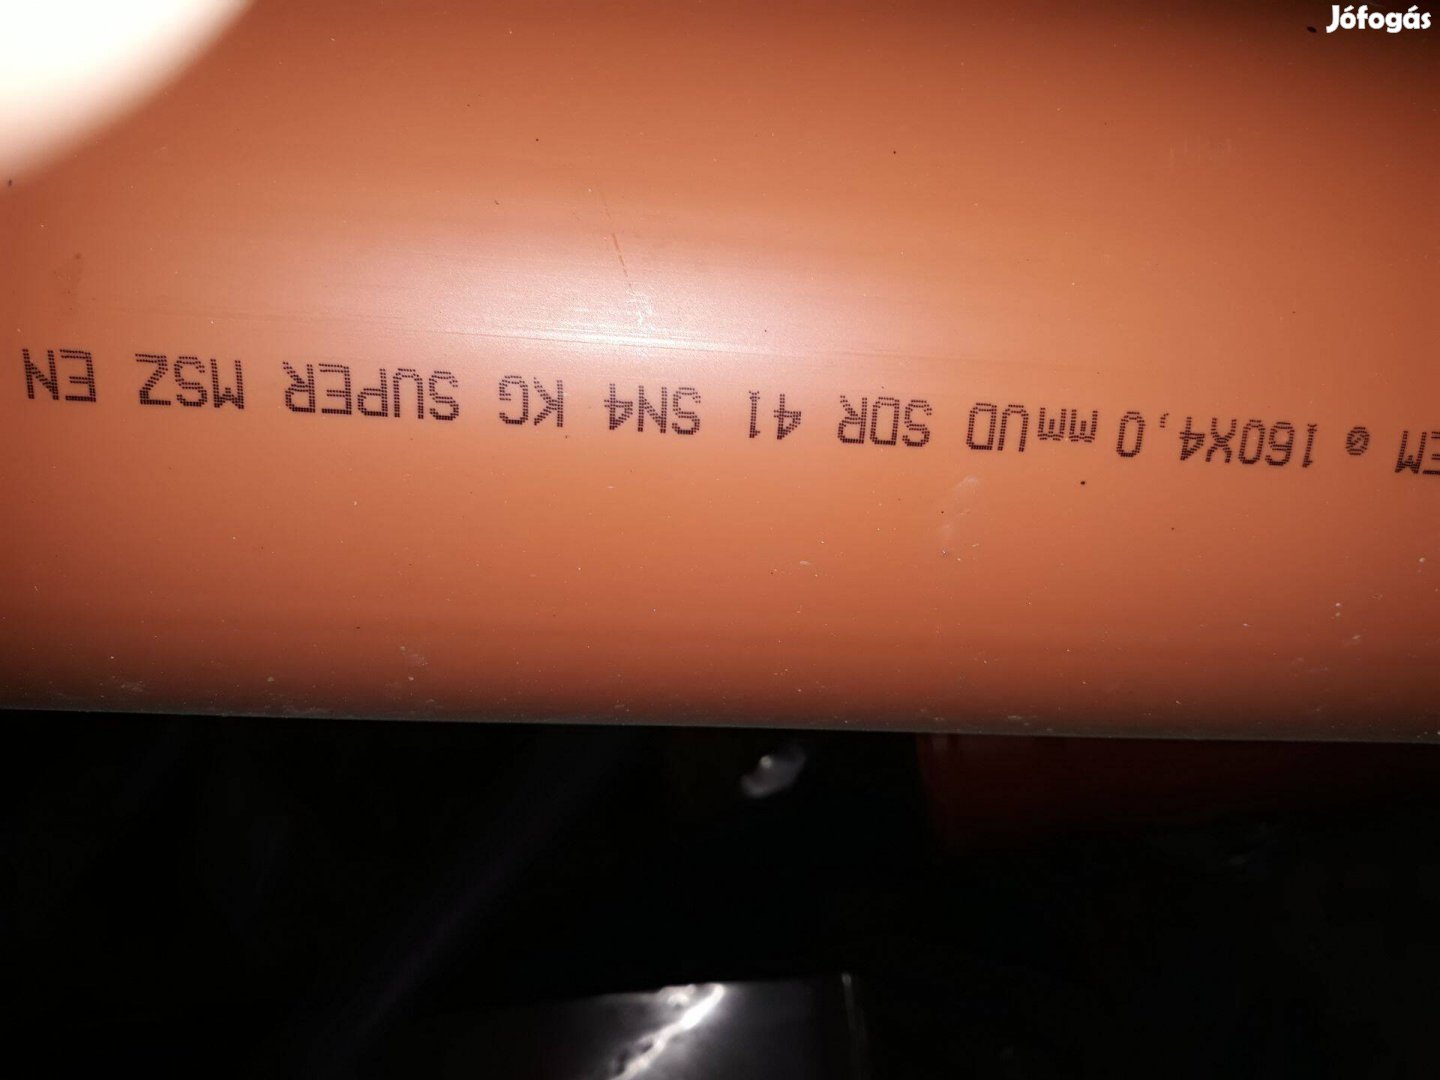 Jófogás
EM ⌀ 160X4,0 mmUD SDR 41 SN4 KG SUPER MSZ EN